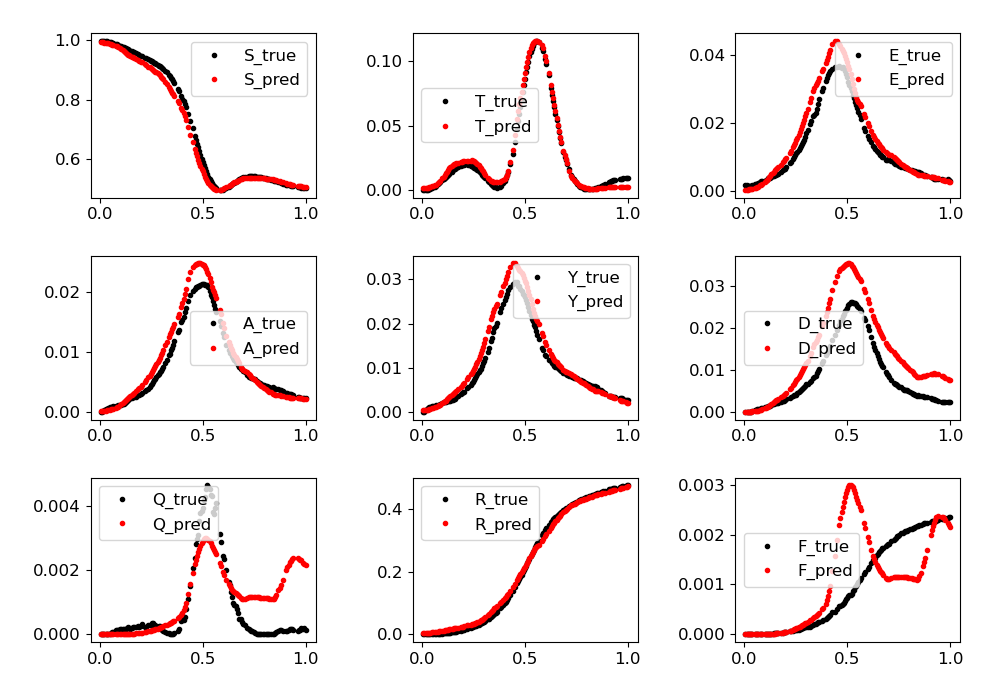 1.0
0.8
0.6
0.0 0.5 1.0
S_true
S_pred
0.10
0.05
0.00
0.0 0.5 1.0
T_true
T_pred
0.04
0.02
0.00
0.0 0.5 1.0
E_true
E_pred
0.02
0.01
0.00
0.0 0.5 1.0
A_true
A_pred
0.03
0.02
0.01
0.00
0.0 0.5 1.0
Y_true
Y_pred
0.03
0.02
0.01
0.00
0.0 0.5 1.0
D_true
D_pred
0.004
0.002
0.000
0.0 0.5 1.0
Q_true
Q_pred
0.4
0.2
0.0
0.0 0.5 1.0
R_true
R_pred
0.003
0.002
0.001
0.000
0.0 0.5 1.0
F_true
F_pred